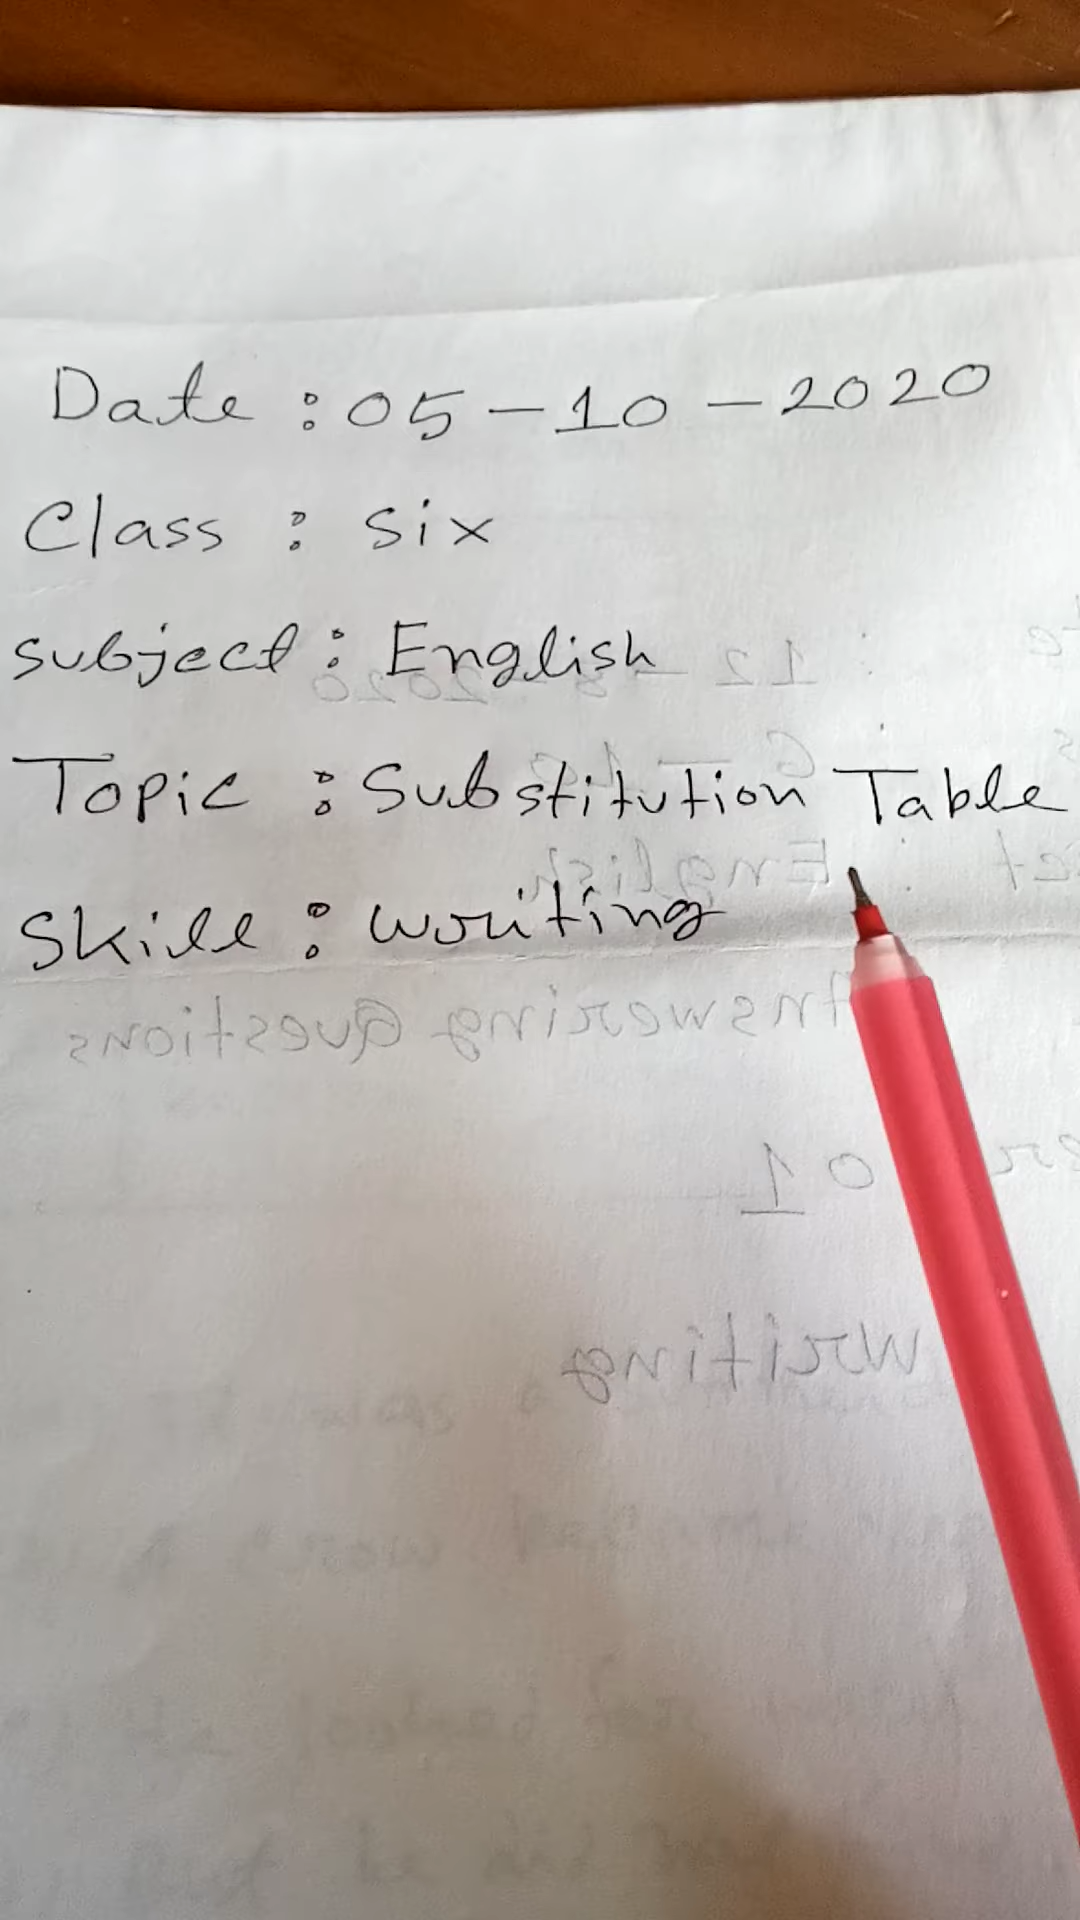 Date : 05-10-2020
Class : Six
Subject : English
Topic : Substitution Table
Skill : writing